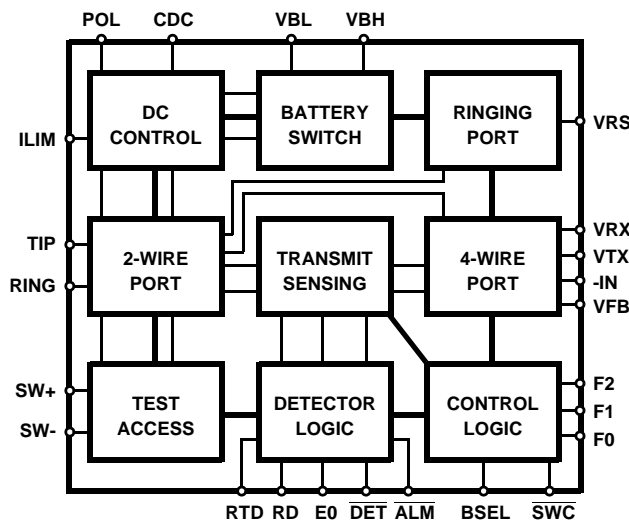 POL CDC VBL VBH
DC CONTROL
BATTERY SWITCH
RINGING PORT
ILIM
VRS
TIP
RING
2-WIRE PORT
TRANSMIT SENSING
4-WIRE PORT
VRX
VTX
-IN
VFB
SW+
SW-
TEST ACCESS
DETECTOR LOGIC
CONTROL LOGIC
F2
F1
F0
RTD RD E0 DET ALM BSEL SWC